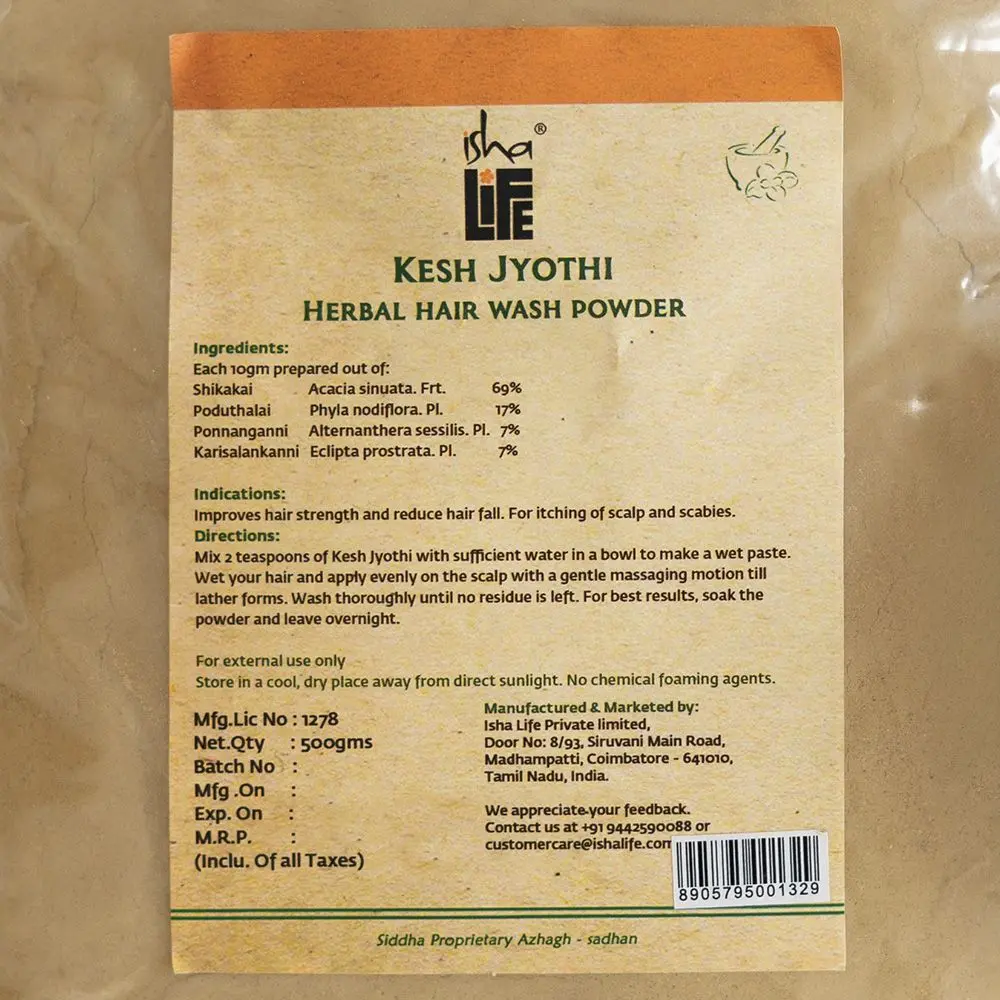 isha®
LiFE
KESH JYOTHI
HERBAL HAIR WASH POWDER
Ingredients:
Each 10gm prepared out of:
Shikakai Acacia sinuata. Frt. 69%
Poduthalai Phyla nodiflora. Pl. 17%
Ponnanganni Alternanthera sessilis. Pl. 7%
Karisalankanni Eclipta prostrata. Pl. 7%
Indications:
Improves hair strength and reduce hair fall. For itching of scalp and scabies.
Directions:
Mix 2 teaspoons of Kesh Jyothi with sufficient water in a bowl to make a wet paste.
Wet your hair and apply evenly on the scalp with a gentle massaging motion till
lather forms. Wash thoroughly until no residue is left. For best results, soak the
powder and leave overnight.
For external use only
Store in a cool, dry place away from direct sunlight. No chemical foaming agents.
Mfg.Lic No : 1278
Net.Qty : 500gms
Batch No :
Mfg .On :
Exp. On :
M.R.P. :
(Inclu. Of all Taxes)
Manufactured & Marketed by:
Isha Life Private limited,
Door No: 8/93, Siruvani Main Road,
Madhampatti, Coimbatore - 641010,
Tamil Nadu, India.
We appreciate your feedback.
Contact us at +91 9442590088 or
customercare@ishalife.com
8905795001329
Siddha Proprietary Azhagh - sadhan